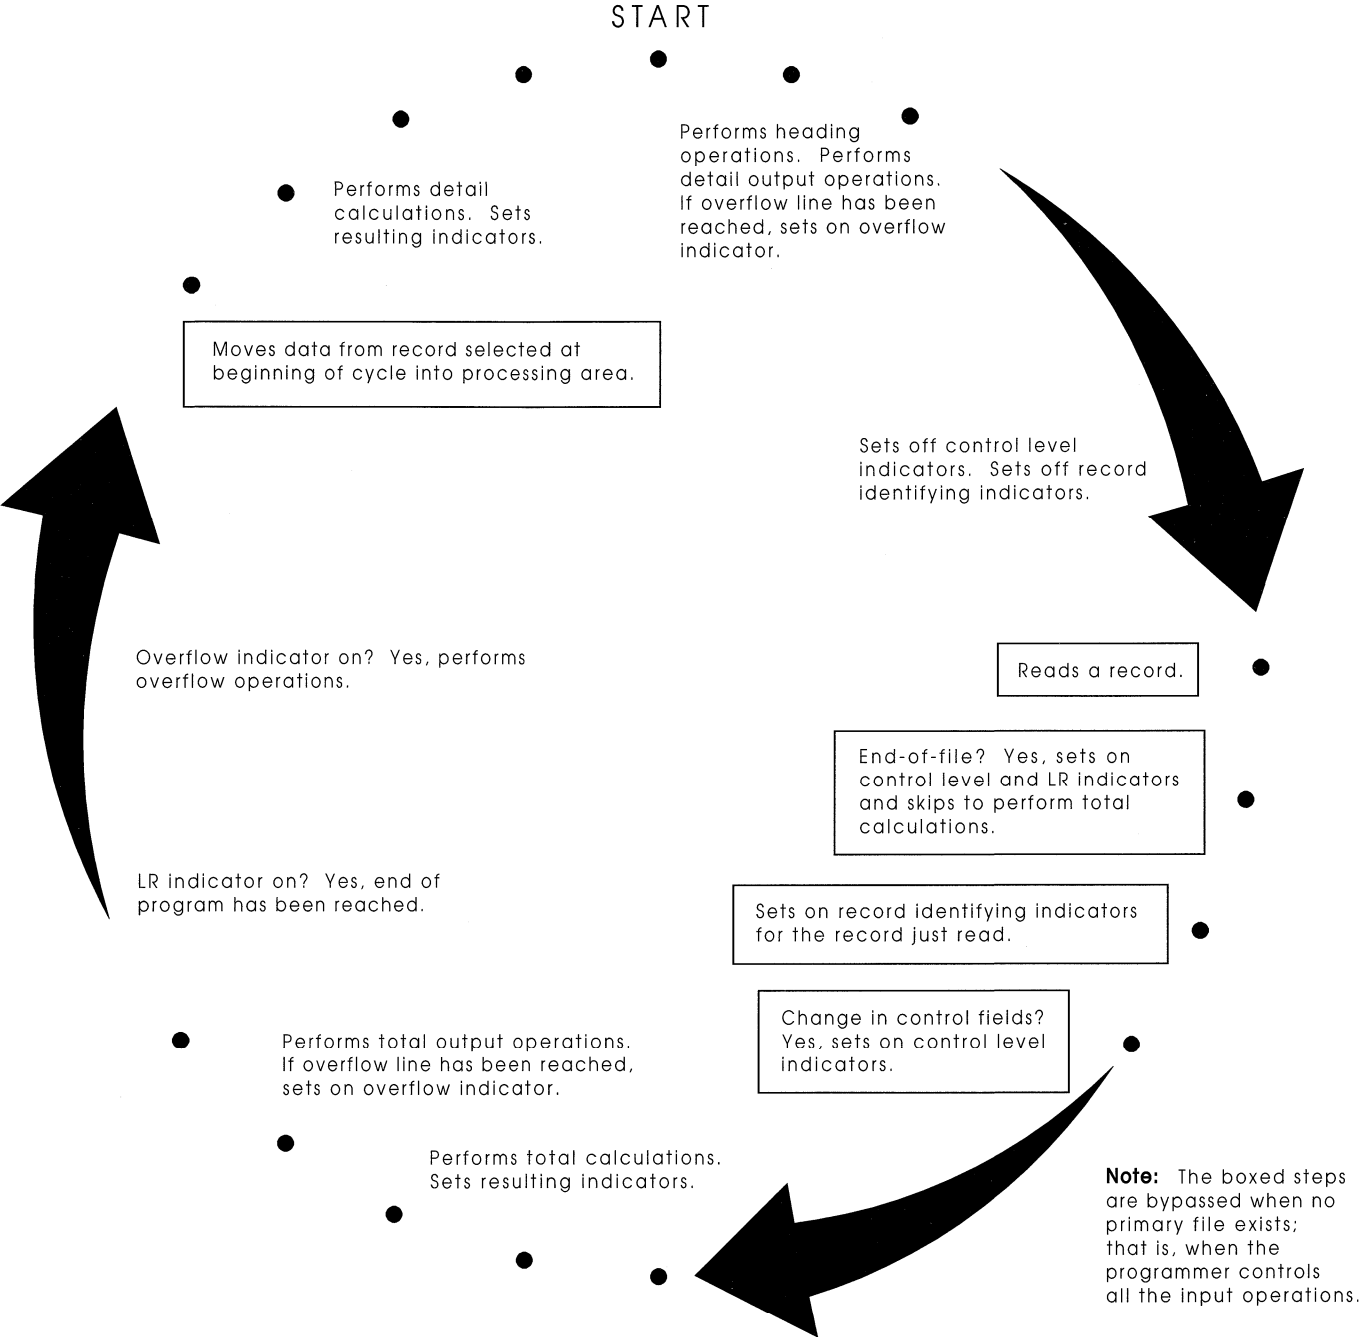 START
Performs heading
operations. Performs
detail output operations.
If overflow line has been
reached, sets on overflow
indicator.
Sets off control level
indicators. Sets off record
identifying indicators.
Reads a record.
End-of-file? Yes, sets on
control level and LR indicators
and skips to perform total
calculations.
Sets on record identifying indicators
for the record just read.
Change in control fields?
Yes, sets on control level
indicators.
Performs total calculations.
Sets resulting indicators.
Performs total output operations.
If overflow line has been reached,
sets on overflow indicator.
LR indicator on? Yes, end of
program has been reached.
Overflow indicator on? Yes, performs
overflow operations.
Moves data from record selected at
beginning of cycle into processing area.
Performs detail
calculations. Sets
resulting indicators.
Note: The boxed steps
are bypassed when no
primary file exists;
that is, when the
programmer controls
all the input operations.